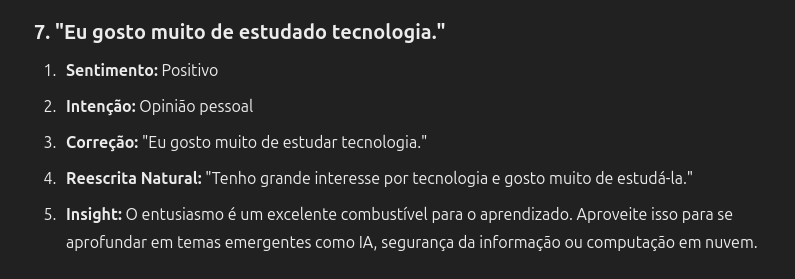 7. "Eu gosto muito de estudado tecnologia."
1. Sentimento: Positivo
2. Intenção: Opinião pessoal
3. Correção: "Eu gosto muito de estudar tecnologia."
4. Reescrita Natural: "Tenho grande interesse por tecnologia e gosto muito de estudá-la."
5. Insight: O entusiasmo é um excelente combustível para o aprendizado. Aproveite isso para se
aprofundar em temas emergentes como IA, segurança da informação ou computação em nuvem.